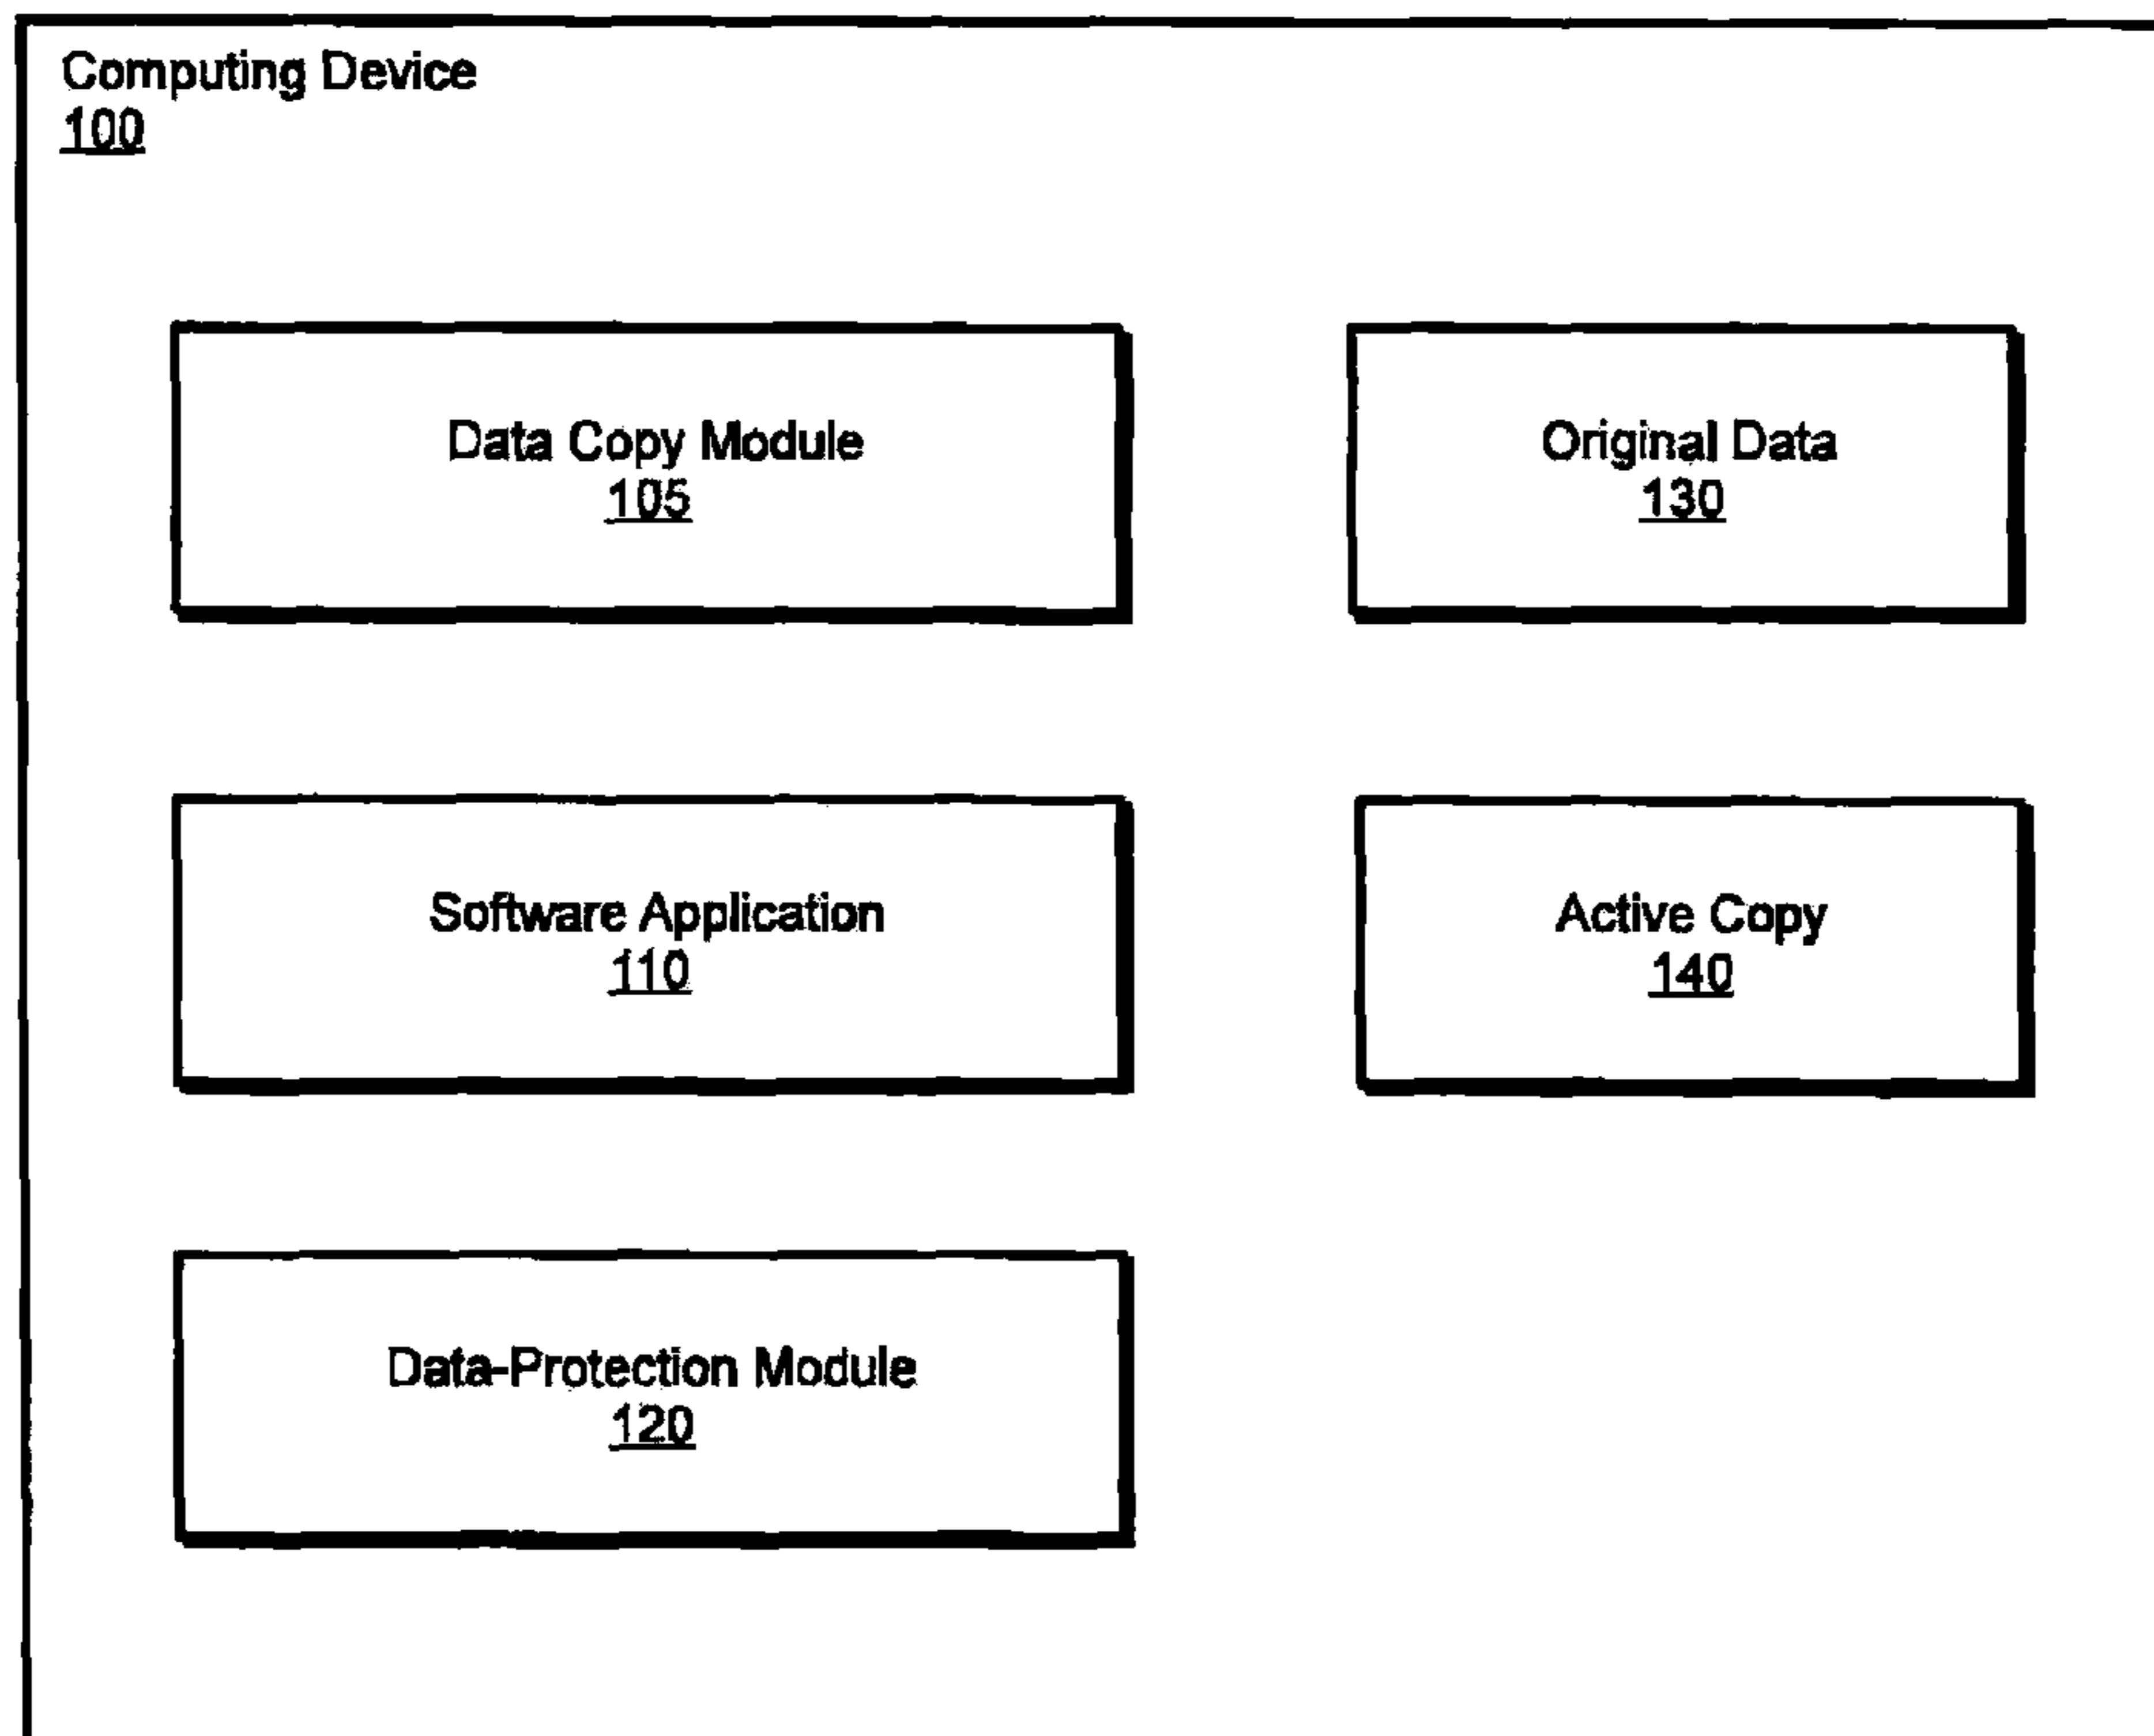 Computing Device
100
Data Copy Module
105
Original Data
130
Software Application
110
Active Copy
140
Data-Protection Module
120